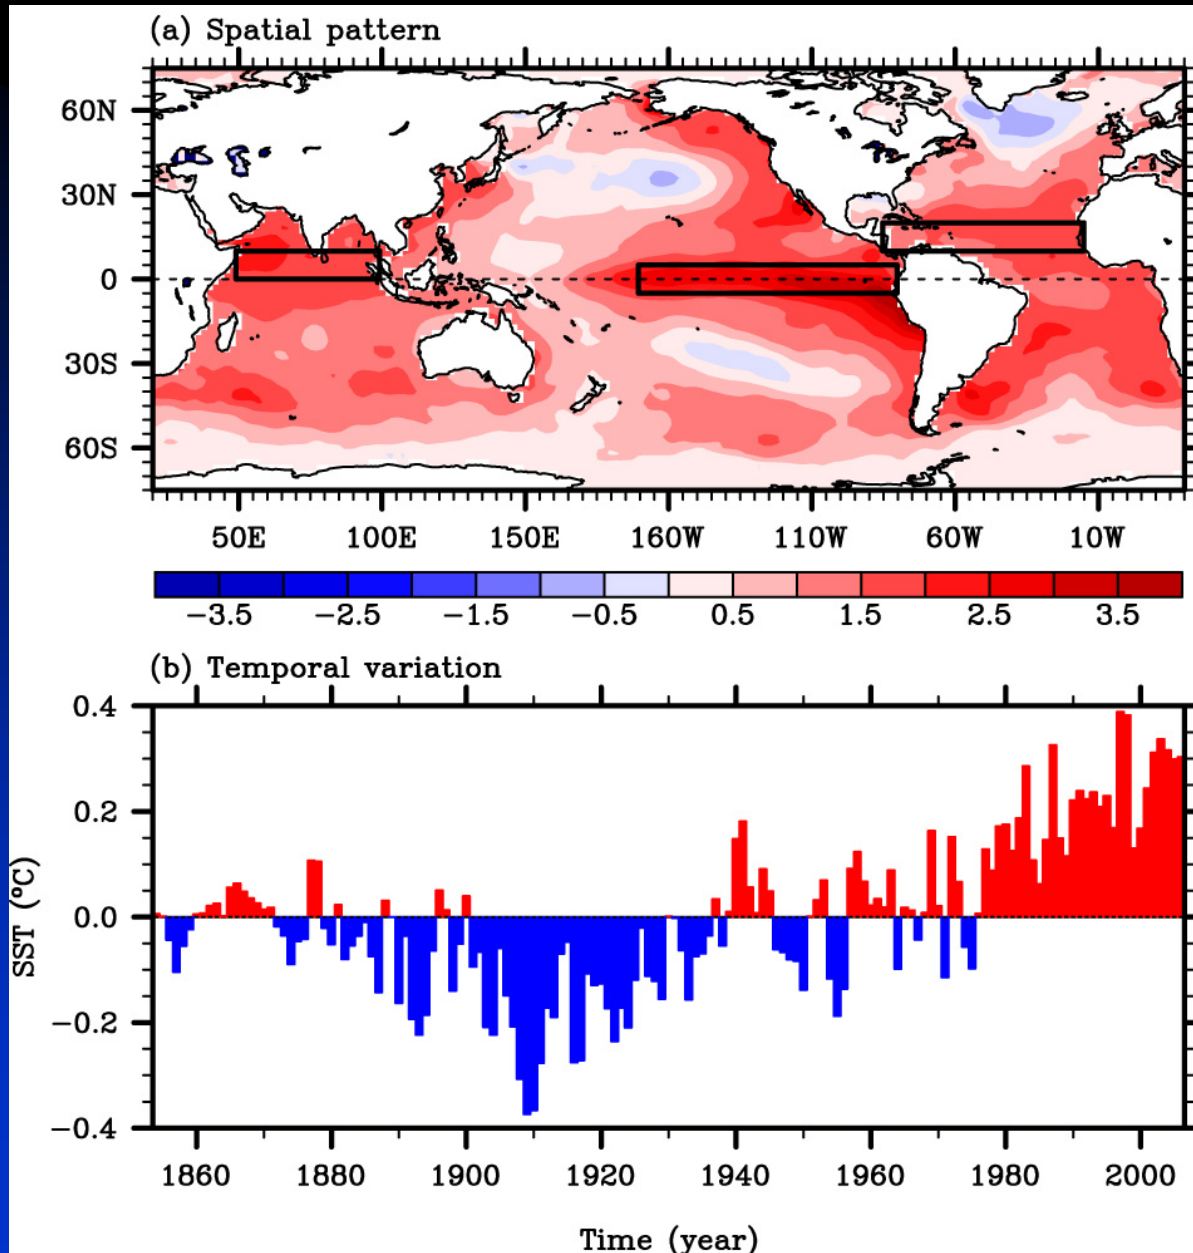 (a) Spatial pattern
60N
30N
0
30S
60S
50E 100E 150E 160W 110W 60W 10W
−3.5 −2.5 −1.5 −0.5 0.5 1.5 2.5 3.5
(b) Temporal variation
0.4
0.2
0.0
−0.2
−0.4
SST (°C)
1860 1880 1900 1920 1940 1960 1980 2000
Time (year)